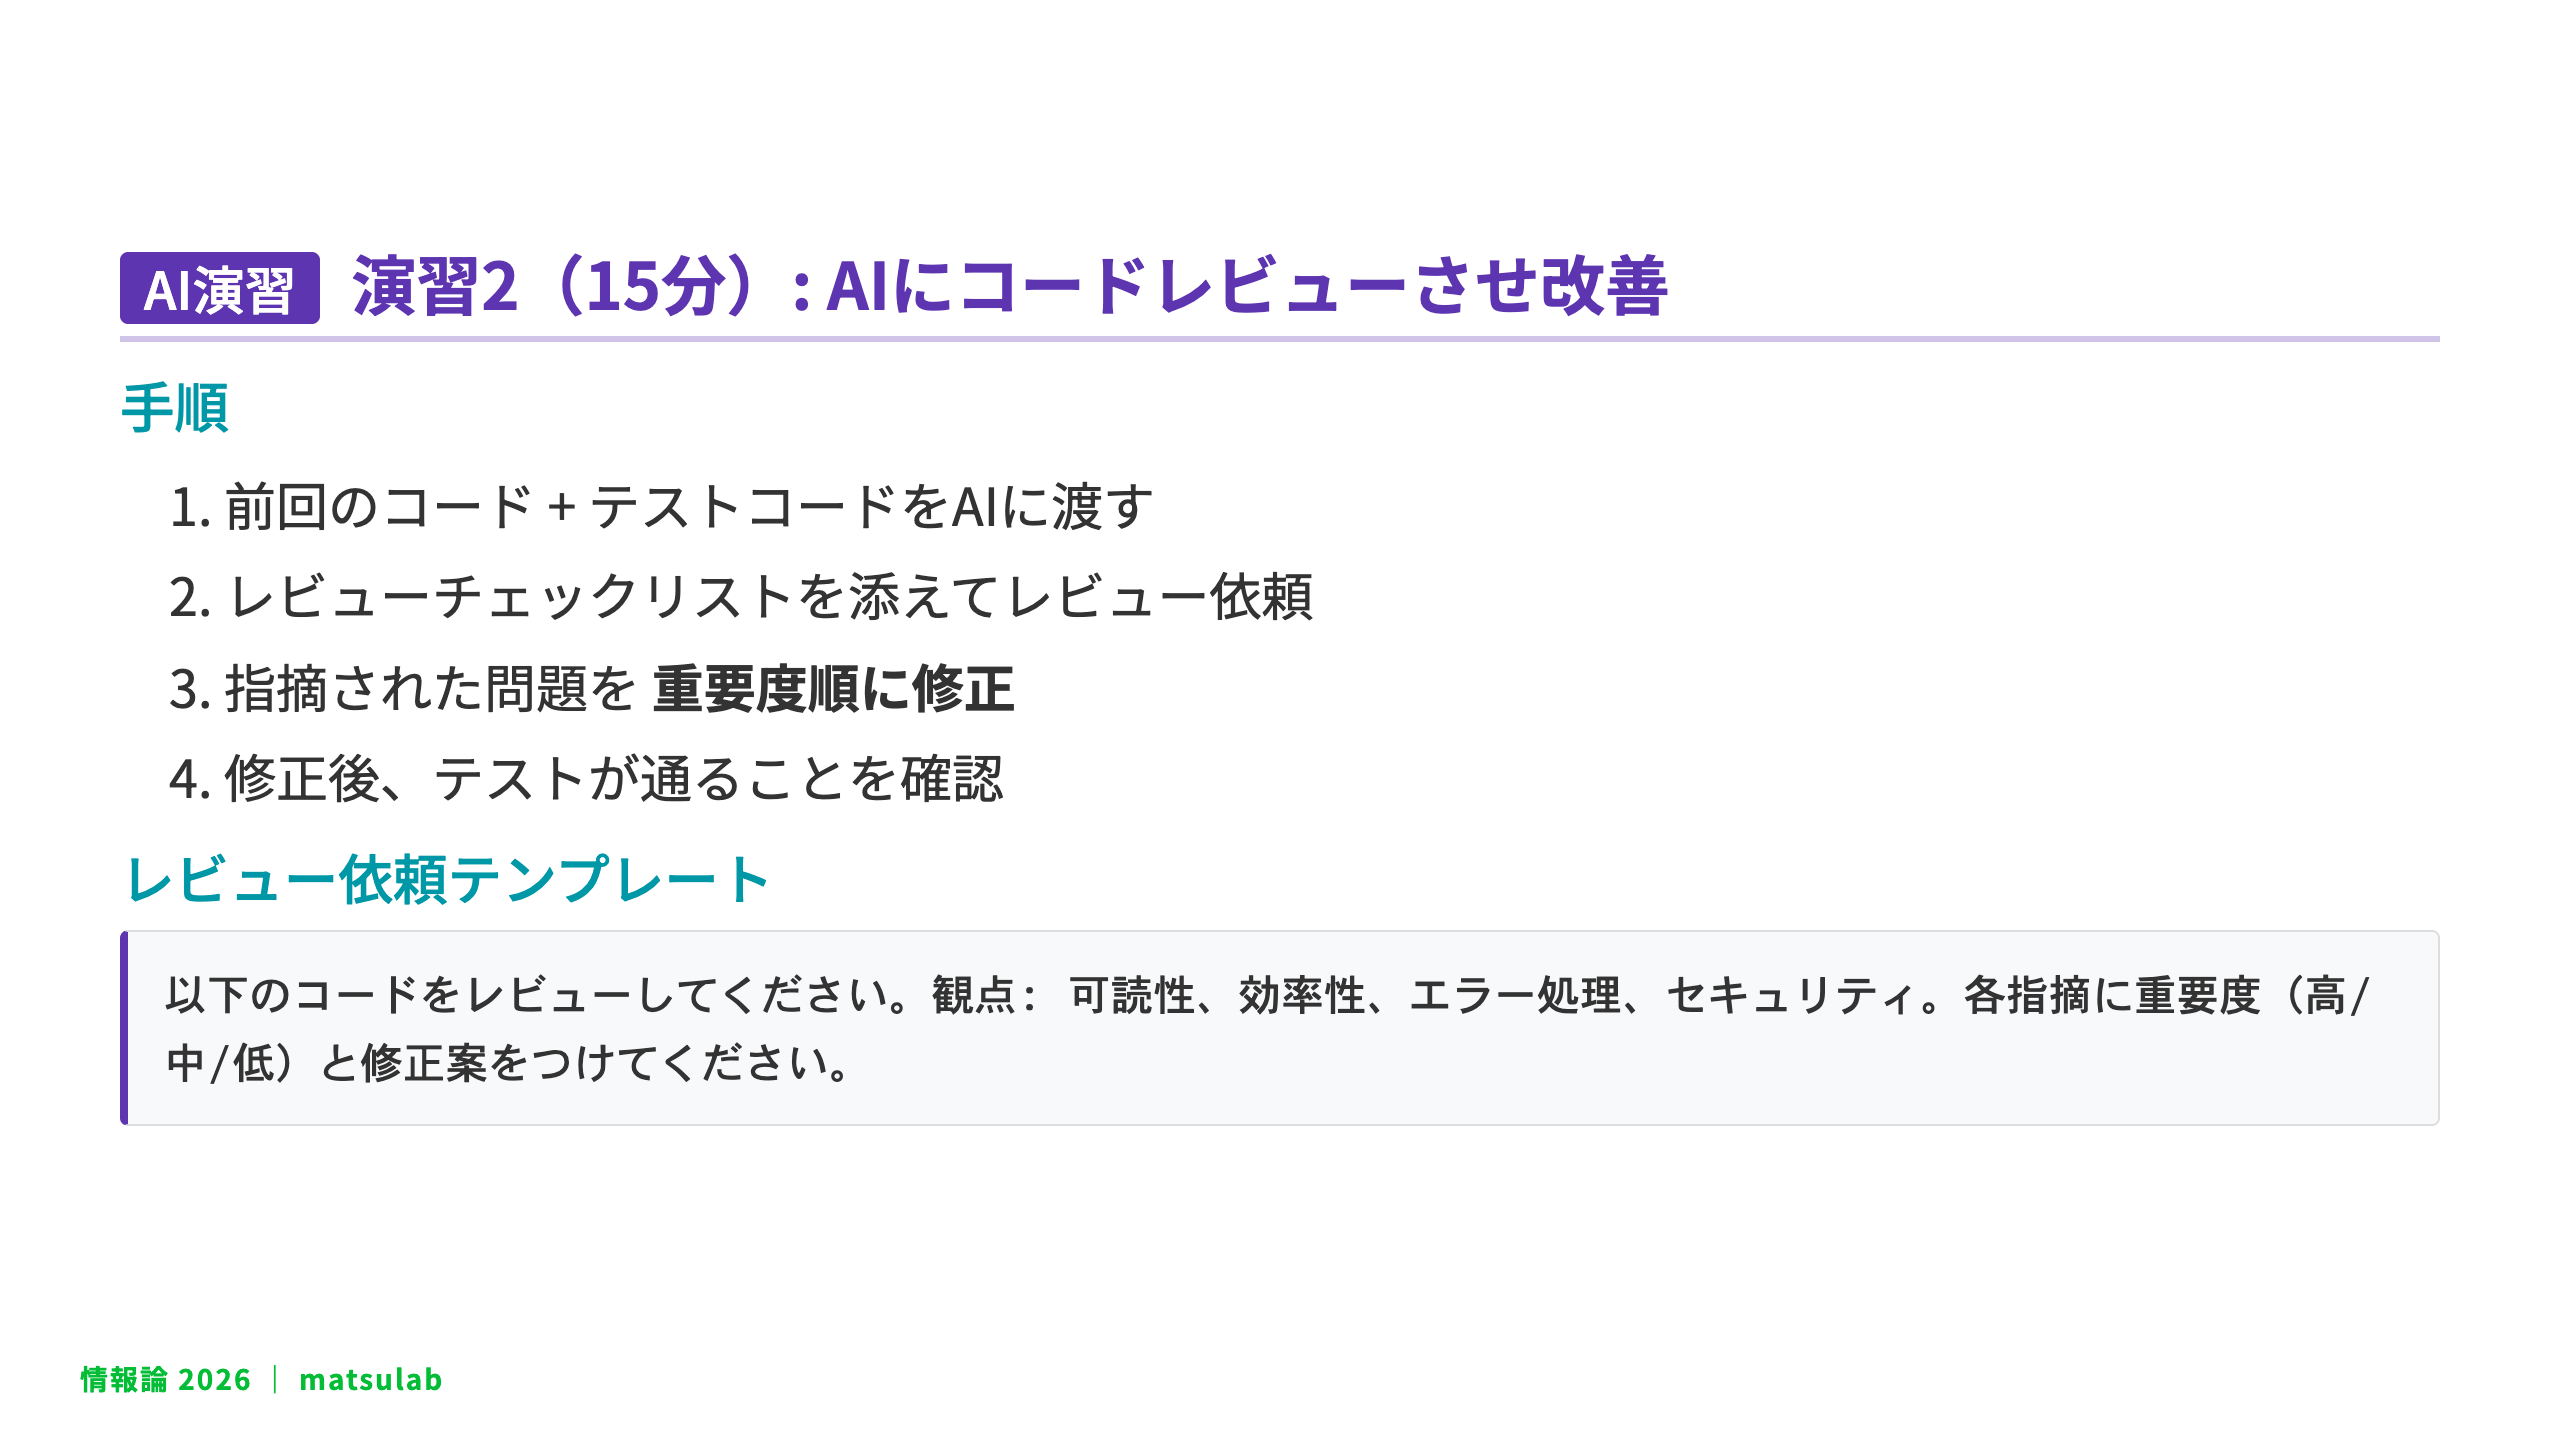 AI演習 演習2（15分）: AIにコードレビューさせ改善
手順
1. 前回のコード + テストコードをAIに渡す
2. レビューチェックリストを添えてレビュー依頼
3. 指摘された問題を 重要度順に修正
4. 修正後、テストが通ることを確認
レビュー依頼テンプレート
以下のコードをレビューしてください。観点： 可読性、効率性、エラー処理、セキュリティ。各指摘に重要度（高/
中/低）と修正案をつけてください。
情報論 2026 ｜ matsulab